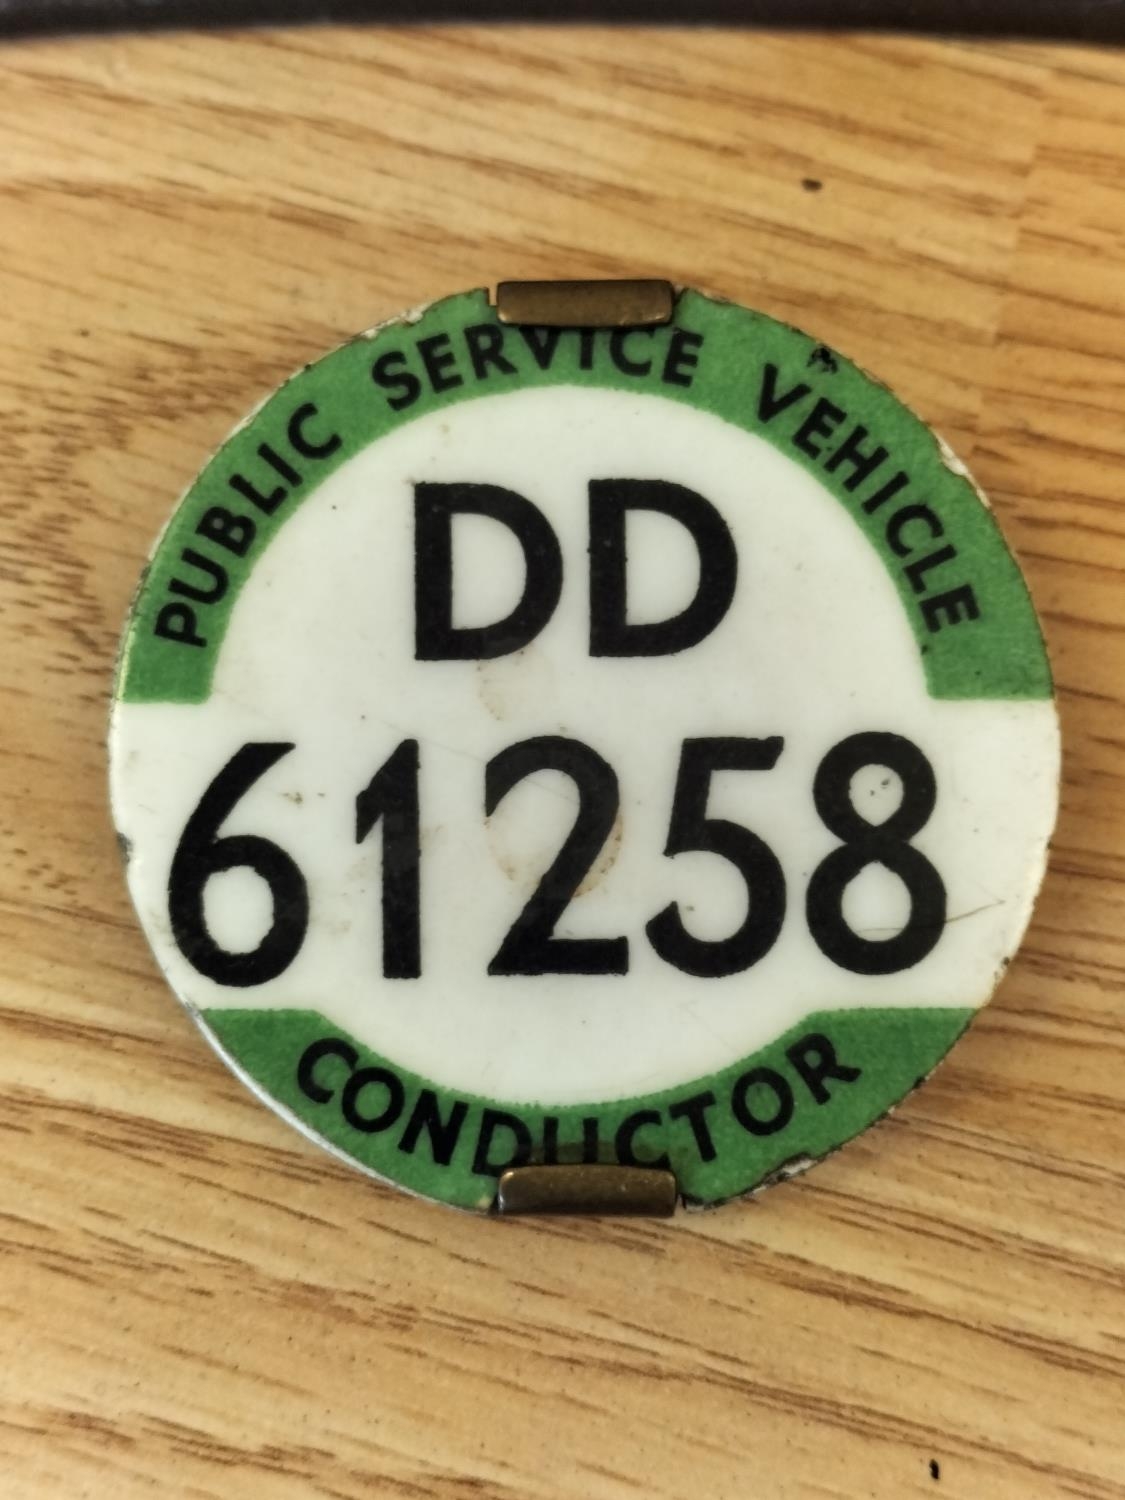 PUBLIC SERVICE VEHICLE
DD
61258
CONDUCTOR